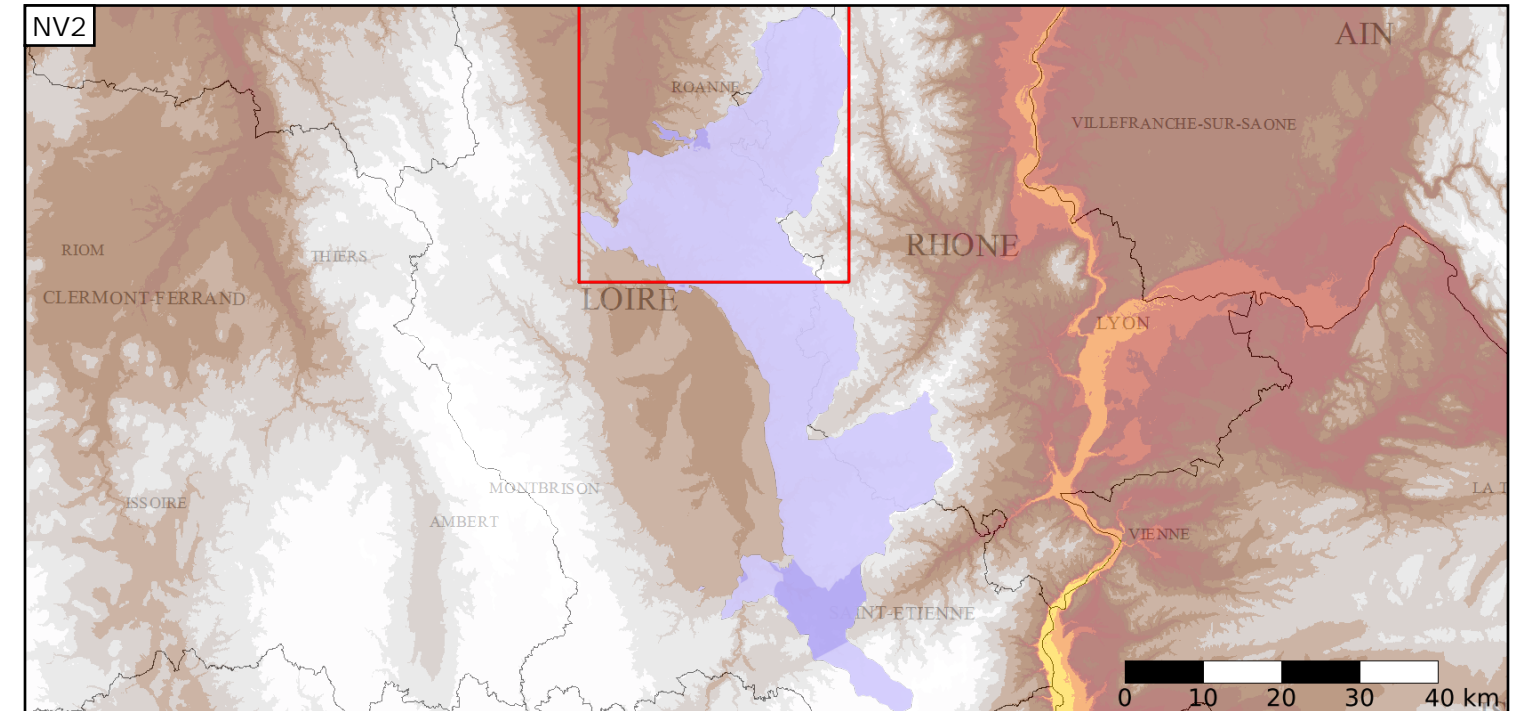 NV2
AIN
ROANNE
VILLEFRANCHE-SUR-SAONE
RIOM
THIERS
RHONE
CLERMONT-FERRAND
LOIRE
LYON
MONTBRISON
ISSOIRE
AMBERT
LA T
VIENNE
SAINT-ETIENNE
0 10 20 30 40 km